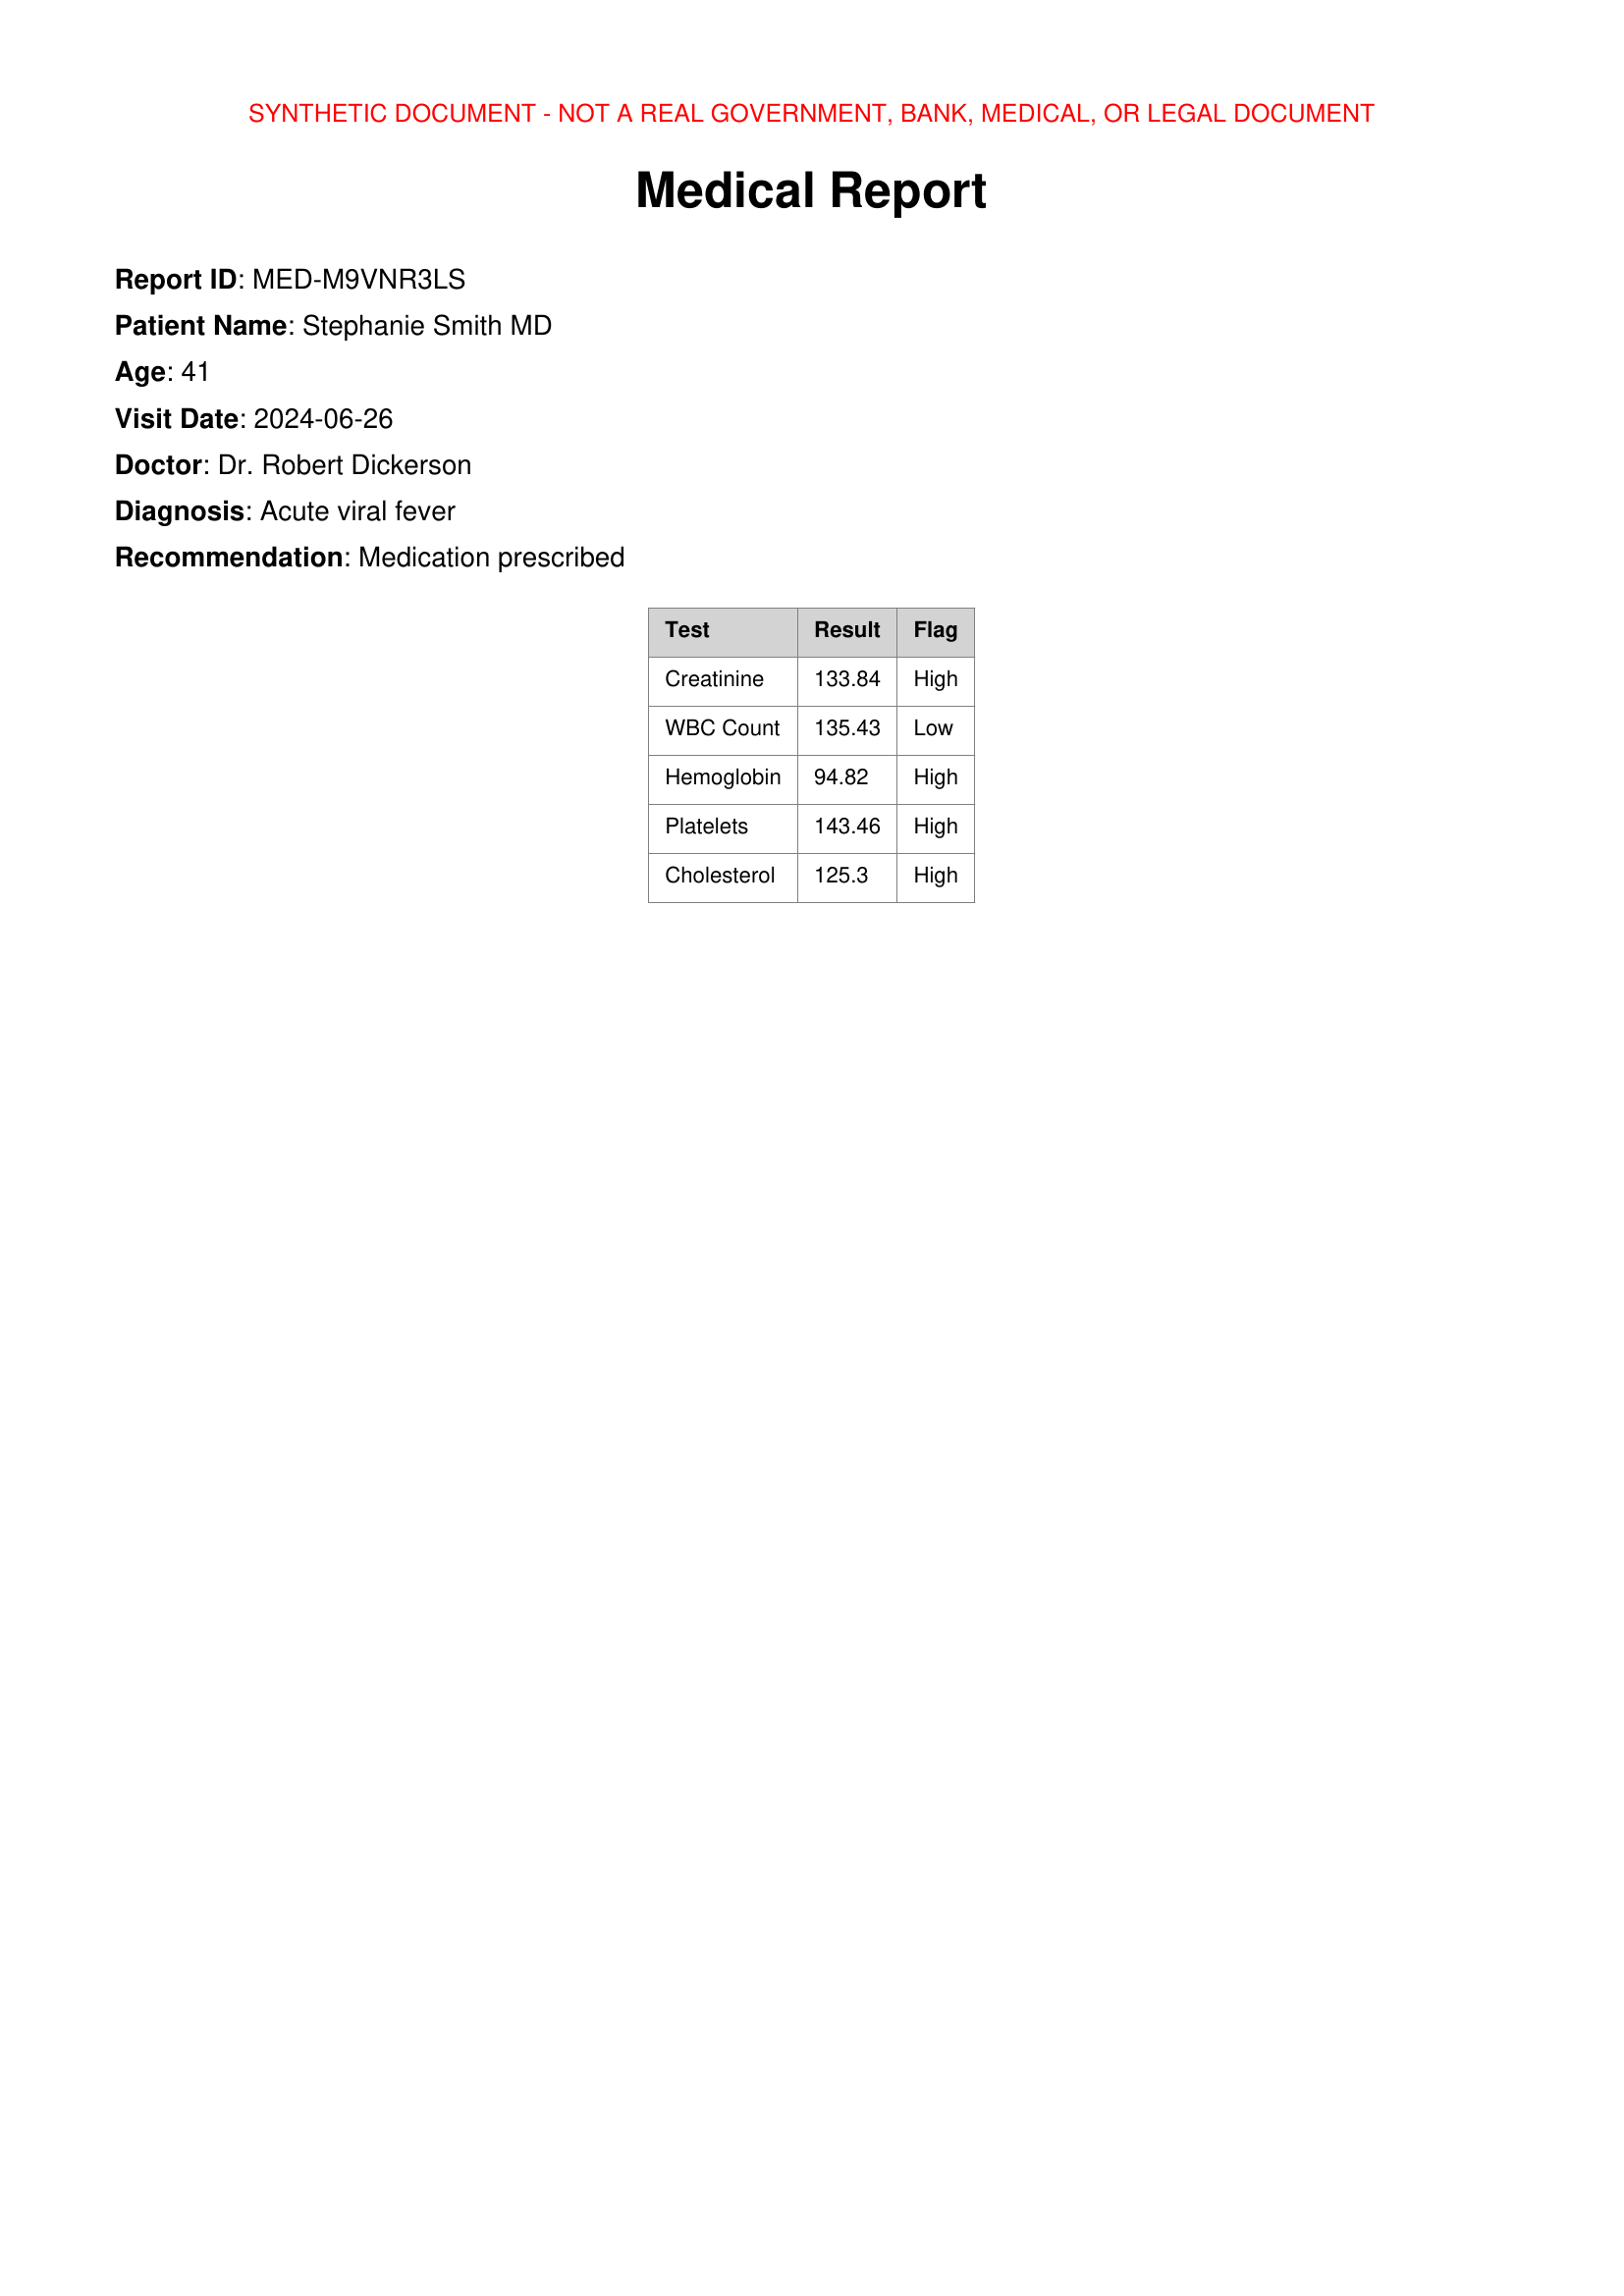 SYNTHETIC DOCUMENT - NOT A REAL GOVERNMENT, BANK, MEDICAL, OR LEGAL DOCUMENT
Medical Report
Report ID: MED-M9VNR3LS
Patient Name: Stephanie Smith MD
Age: 41
Visit Date: 2024-06-26
Doctor: Dr. Robert Dickerson
Diagnosis: Acute viral fever
Recommendation: Medication prescribed
Test Result Flag
Creatinine 133.84 High
WBC Count 135.43 Low
Hemoglobin 94.82 High
Platelets 143.46 High
Cholesterol 125.3 High